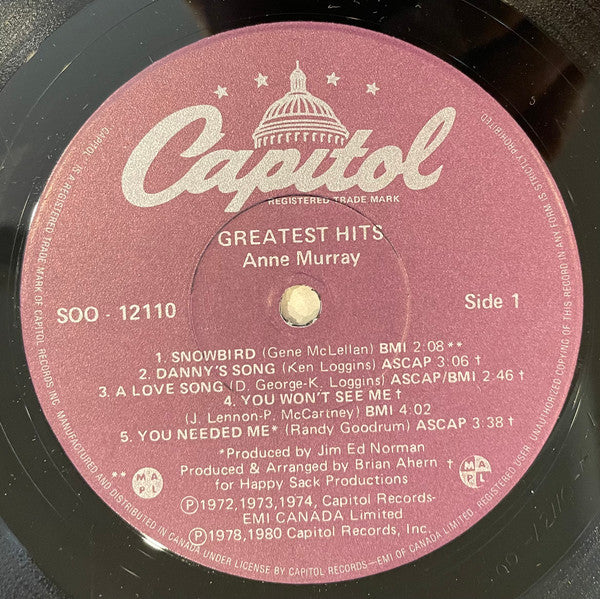 Capitol
REGISTERED TRADE MARK
GREATEST HITS
Anne Murray
SOO - 12110
Side 1
1. SNOWBIRD (Gene McLellan) BMI 2:08**
2. DANNY'S SONG (Ken Loggins) ASCAP 3:06 †
3. A LOVE SONG (D. George-K. Loggins) ASCAP/BMI 2:46 †
4. YOU WON'T SEE ME †
(J. Lennon-P. McCartney) BMI 4:02
5. YOU NEEDED ME* (Randy Goodrum) ASCAP 3:38 †
*Produced by Jim Ed Norman
Produced & Arranged by Brian Ahern †
for Happy Sack Productions
** MAPL
† MAPL
Ⓟ1972,1973,1974, Capitol Records-
EMI CANADA Limited
Ⓟ1978,1980 Capitol Records, Inc.
CAPITOL IS A REGISTERED TRADE MARK OF CAPITOL RECORDS INC. MANUFACTURED AND DISTRIBUTED IN CANADA UNDER LICENSE BY CAPITOL RECORDS—EMI OF CANADA LIMITED. REGISTERED USER. UNAUTHORIZED COPYING OF THIS RECORD IN ANY FORM IS STRICTLY PROHIBITED